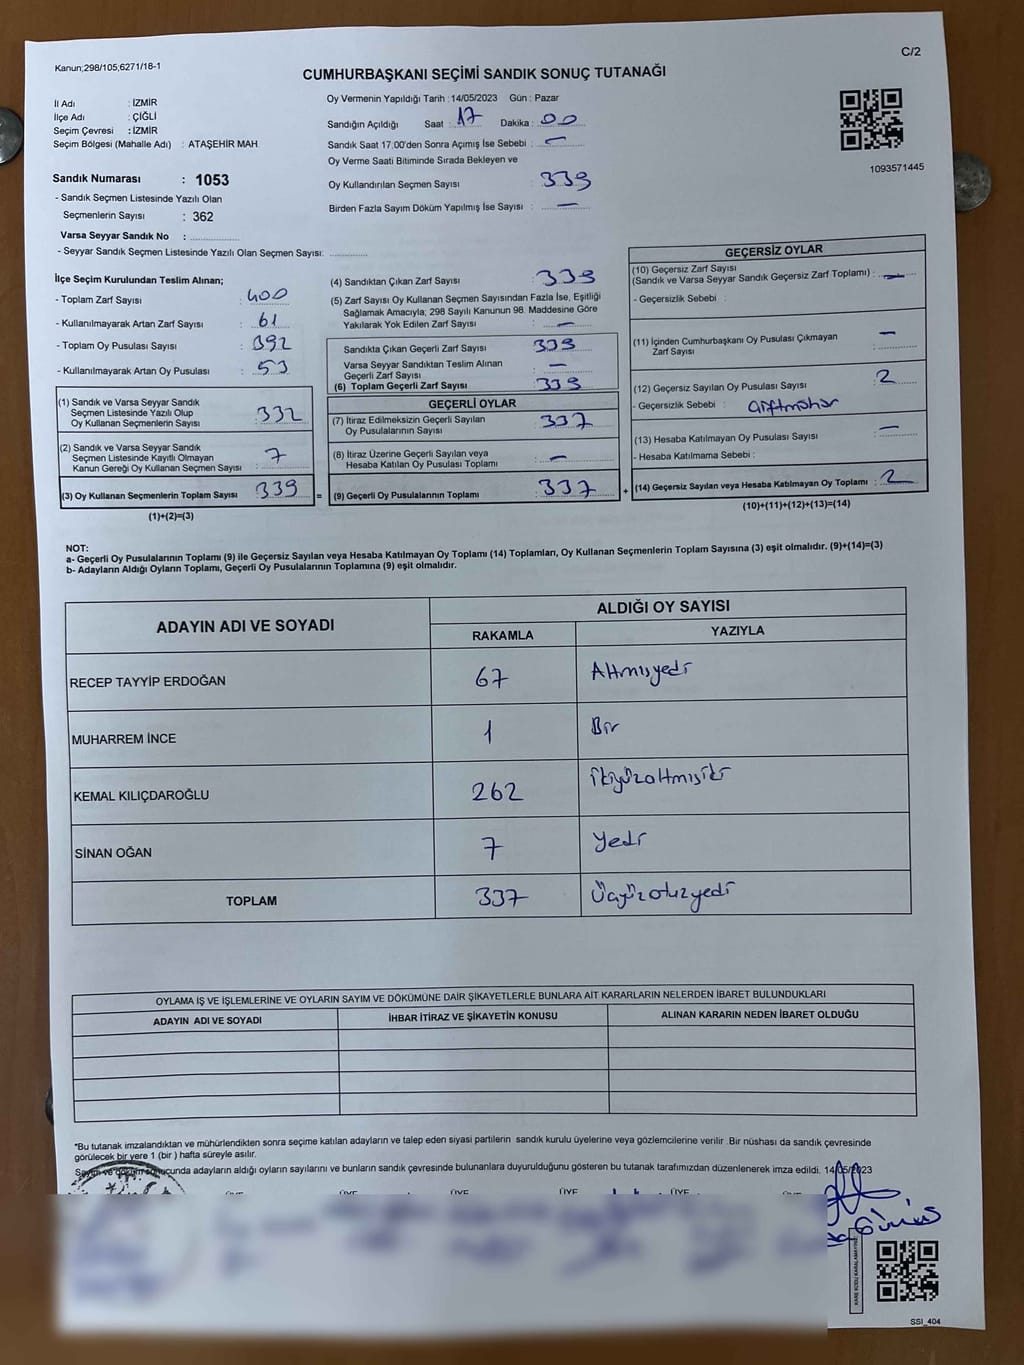 Kanun;298/105,6271/18-1
C/2
CUMHURBAŞKANI SEÇİMİ SANDIK SONUÇ TUTANAĞI
İl Adı : İZMİR
İlçe Adı : ÇİĞLİ
Seçim Çevresi : İZMİR
Seçim Bölgesi (Mahalle Adı) : ATAŞEHİR MAH
Sandık Numarası : 1053
- Sandık Seçmen Listesinde Yazılı Olan
Seçmenlerin Sayısı : 362
Varsa Seyyar Sandık No :
- Seyyar Sandık Seçmen Listesinde Yazılı Olan Seçmen Sayısı:
Oy Vermenin Yapıldığı Tarih : 14/05/2023 Gün : Pazar
Sandığın Açıldığı Saat : 17 Dakika : 00
Sandık Saat 17.00'den Sonra Açımış İse Sebebi : —
Oy Verme Saati Bitiminde Sırada Bekleyen ve
Oy Kullandırılan Seçmen Sayısı : 339
Birden Fazla Sayım Döküm Yapılmış İse Sayısı : —
1093571445
İlçe Seçim Kurulundan Teslim Alınan;
- Toplam Zarf Sayısı : 400
- Kullanılmayarak Artan Zarf Sayısı : 61
- Toplam Oy Pusulası Sayısı : 392
- Kullanılmayarak Artan Oy Pusulası : 53
(1) Sandık ve Varsa Seyyar Sandık
Seçmen Listesinde Yazılı Olup
Oy Kullanan Seçmenlerin Sayısı : 332
(2) Sandık ve Varsa Seyyar Sandık
Seçmen Listesinde Kayıtlı Olmayan
Kanun Gereği Oy Kullanan Seçmen Sayısı : 7
(3) Oy Kullanan Seçmenlerin Toplam Sayısı : 339 =
(1)+(2)=(3)
(4) Sandıktan Çıkan Zarf Sayısı : 339
(5) Zarf Sayısı Oy Kullanan Seçmen Sayısından Fazla İse, Eşitliği
Sağlamak Amacıyla; 298 Sayılı Kanunun 98. Maddesine Göre
Yakılarak Yok Edilen Zarf Sayısı : —
Sandıkta Çıkan Geçerli Zarf Sayısı : 339
Varsa Seyyar Sandıktan Teslim Alınan
Geçerli Zarf Sayısı : —
(6) Toplam Geçerli Zarf Sayısı : 339
GEÇERLİ OYLAR
(7) İtiraz Edilmeksizin Geçerli Sayılan
Oy Pusulalarının Sayısı : 337
(8) İtiraz Üzerine Geçerli Sayılan veya
Hesaba Katılan Oy Pusulası Toplamı : —
(9) Geçerli Oy Pusulalarının Toplamı : 337 +
GEÇERSİZ OYLAR
(10) Geçersiz Zarf Sayısı
(Sandık ve Varsa Seyyar Sandık Geçersiz Zarf Toplamı) : —
- Geçersizlik Sebebi :
(11) İçinden Cumhurbaşkanı Oy Pusulası Çıkmayan
Zarf Sayısı : —
(12) Geçersiz Sayılan Oy Pusulası Sayısı : 2
- Geçersizlik Sebebi : çiftmühür
(13) Hesaba Katılmayan Oy Pusulası Sayısı : —
- Hesaba Katılmama Sebebi :
(14) Geçersiz Sayılan veya Hesaba Katılmayan Oy Toplamı : 2
(10)+(11)+(12)+(13)=(14)
NOT:
a- Geçerli Oy Pusulalarının Toplamı (9) ile Geçersiz Sayılan veya Hesaba Katılmayan Oy Toplamı (14) Toplamları, Oy Kullanan Seçmenlerin Toplam Sayısına (3) eşit olmalıdır. (9)+(14)=(3)
b- Adayların Aldığı Oyların Toplamı, Geçerli Oy Pusulalarının Toplamına (9) eşit olmalıdır.
ADAYIN ADI VE SOYADI
ALDIĞI OY SAYISI
RAKAMLA YAZIYLA
RECEP TAYYİP ERDOĞAN 67 Altmışyedi
MUHARREM İNCE 1 Bir
KEMAL KILIÇDAROĞLU 262 ikiyüzaltmışiki
SİNAN OĞAN 7 yedi
TOPLAM 337 Üçyüzotuzyedi
OYLAMA İŞ VE İŞLEMLERİNE VE OYLARIN SAYIM VE DÖKÜMÜNE DAİR ŞİKAYETLERLE BUNLARA AİT KARARLARIN NELERDEN İBARET BULUNDUKLARI
ADAYIN ADI VE SOYADI İHBAR İTİRAZ VE ŞİKAYETİN KONUSU ALINAN KARARIN NEDEN İBARET OLDUĞU
*Bu tutanak imzalandıktan ve mühürlendikten sonra seçime katılan adayların ve talep eden siyasi partilerin sandık kurulu üyelerine veya gözlemcilerine verilir .Bir nüshası da sandık çevresinde
görülecek bir yere 1 (bir ) hafta süreyle asılır.
Sayım ve döküm sonucunda adayların aldığı oyların sayılarını ve bunların sandık çevresinde bulunanlara duyurulduğunu gösteren bu tutanak tarafımızdan düzenlenerek imza edildi. 14/05/2023
ÜYE ÜYE ÜYE ÜYE
SSI_404